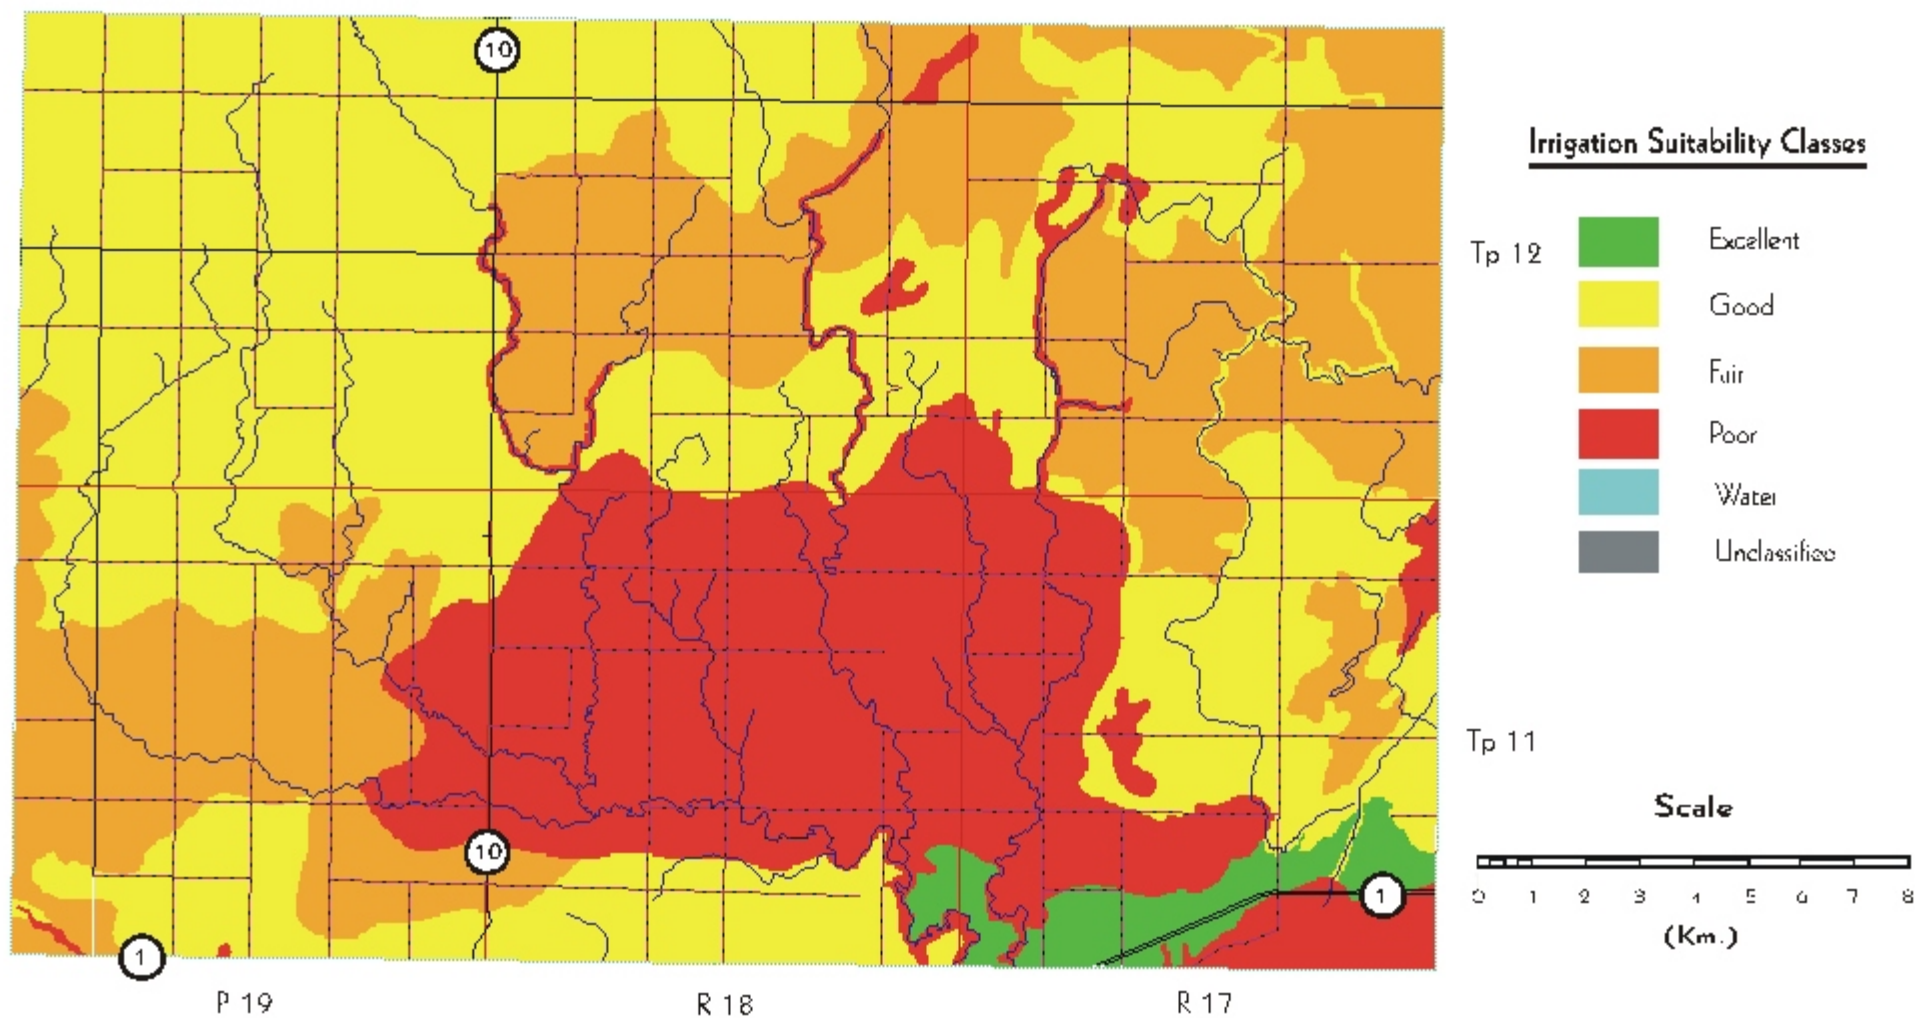 10
Irrigation Suitability Classes
Tp 12
Excellent
Good
Fair
Poor
Water
Unclassified
Tp 11
Scale
0 1 2 3 4 5 6 7 8
(Km.)
10
1
1
P 19
R 18
R 17